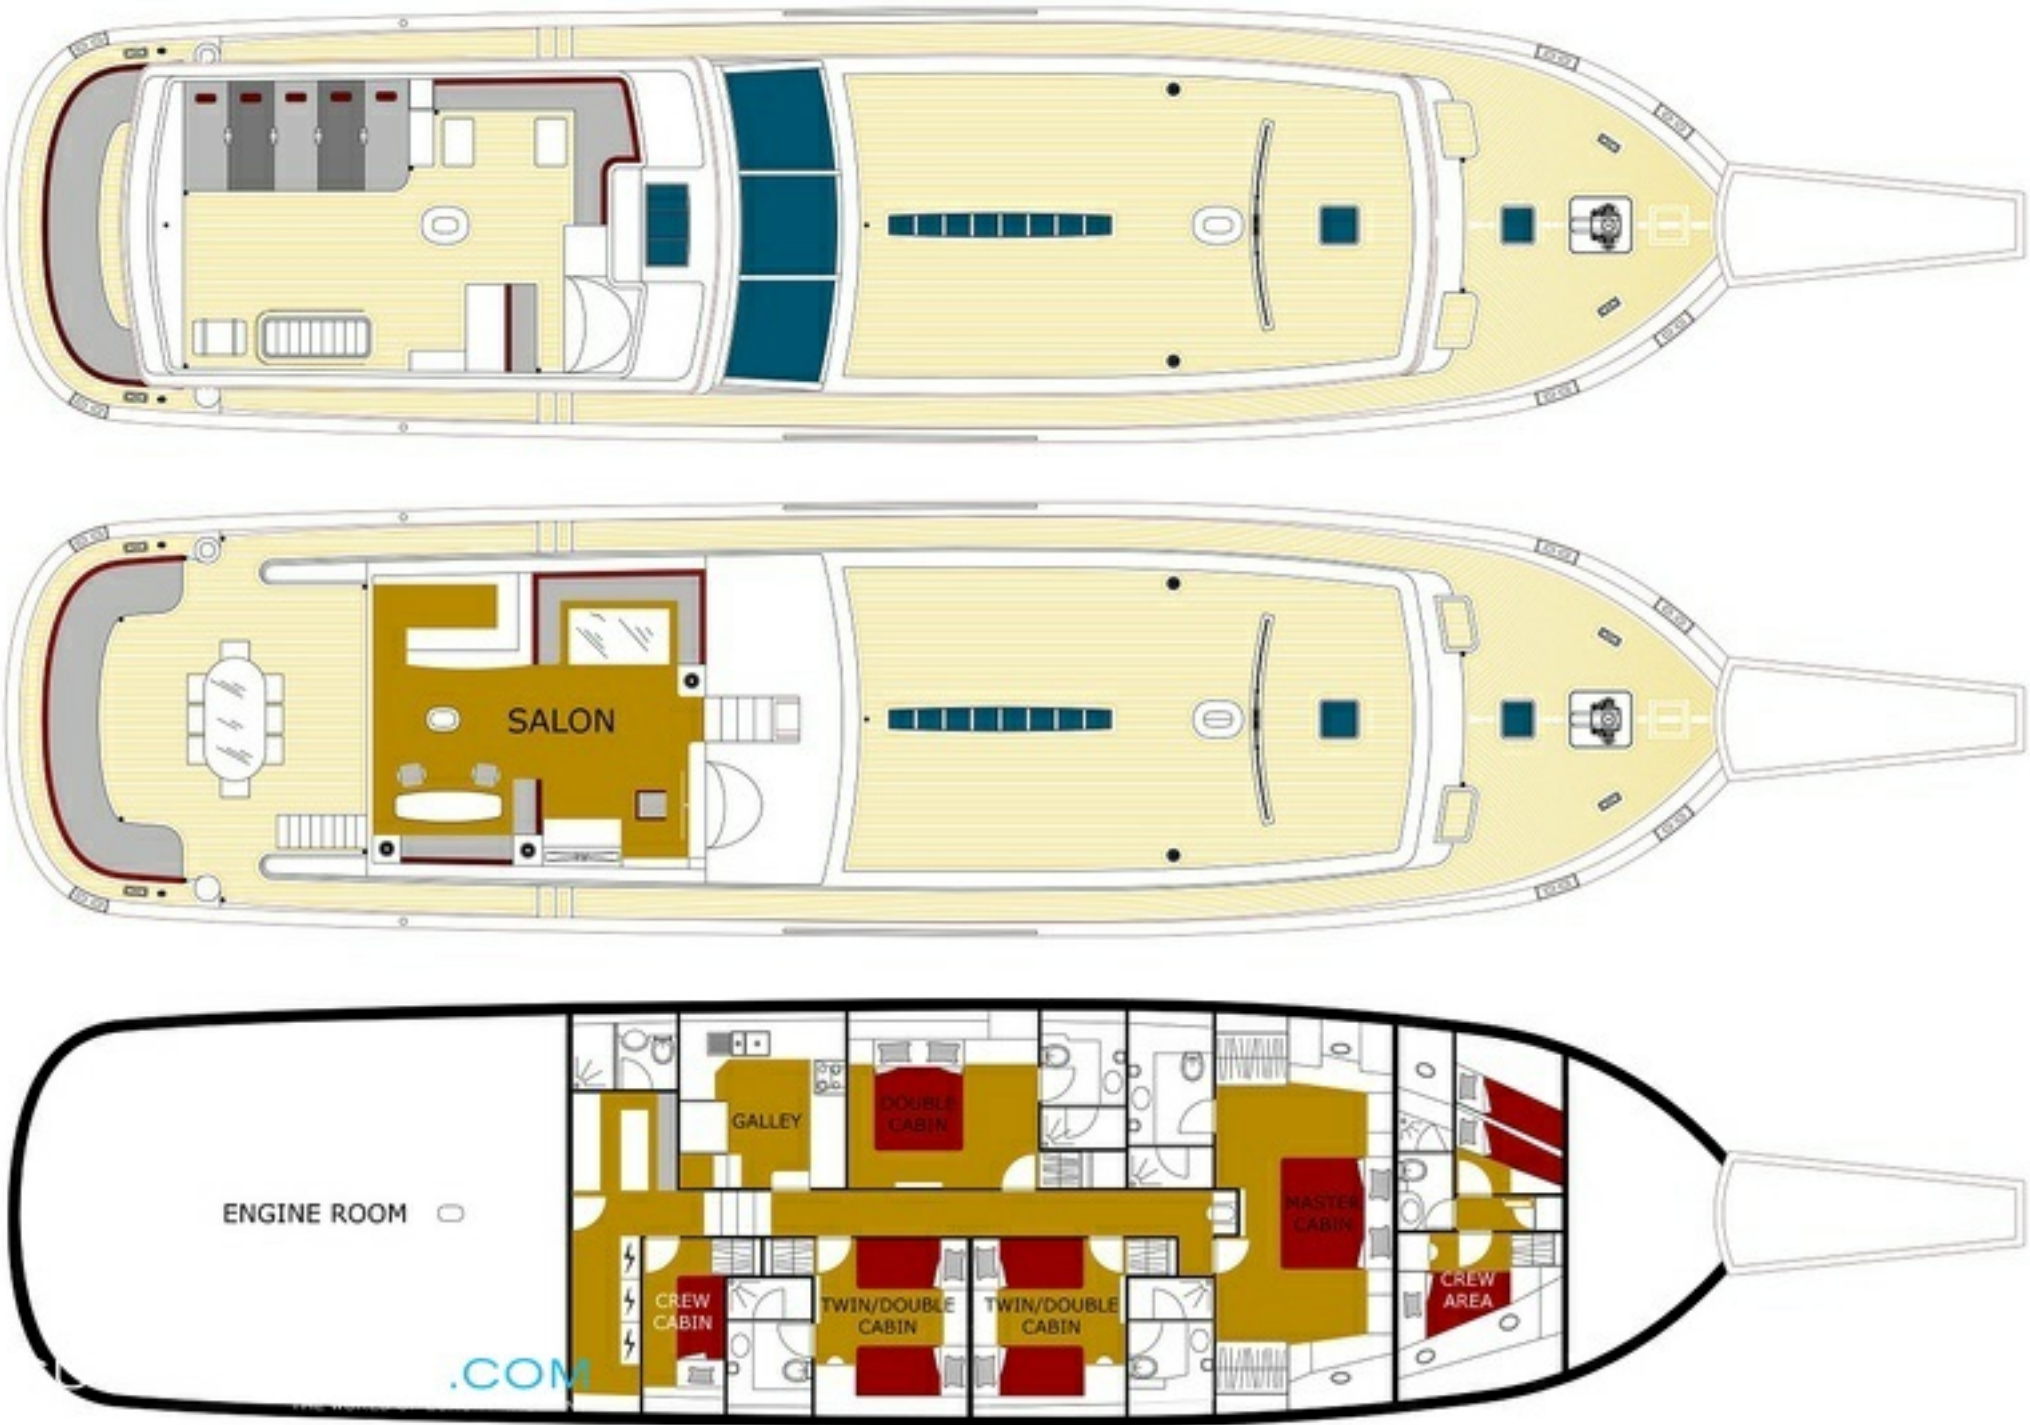 SALON
ENGINE ROOM
GALLEY
DOUBLE
CABIN
MASTER
CABIN
CREW
CABIN
TWIN/DOUBLE
CABIN
TWIN/DOUBLE
CABIN
CREW
AREA
.COM